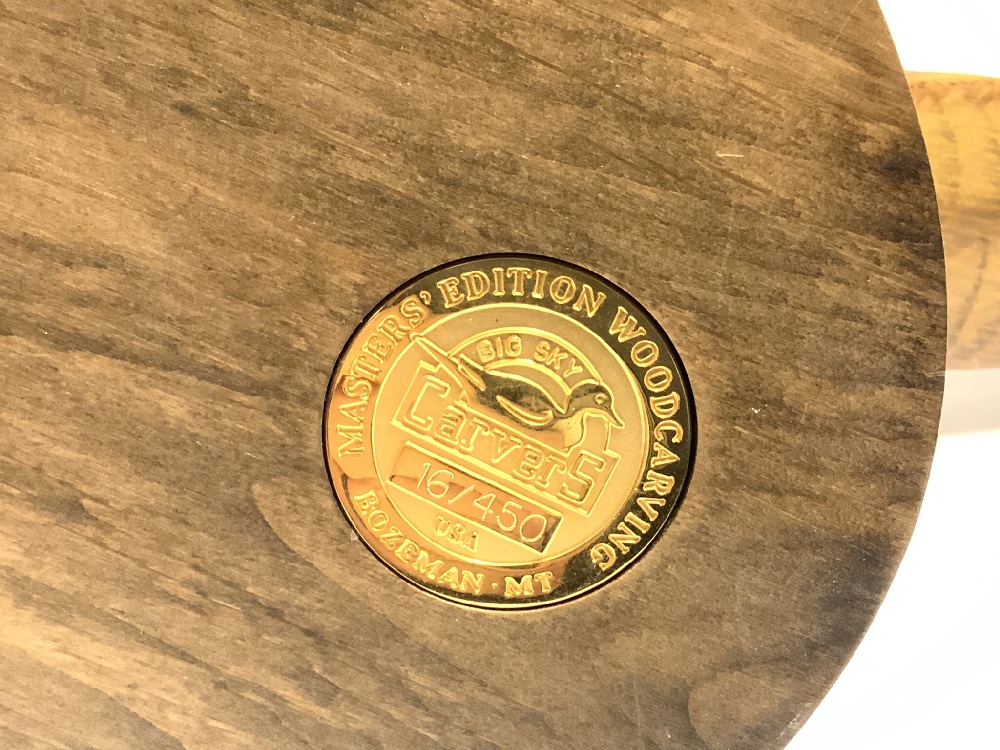 MASTERS' EDITION WOODCARVING
BIG SKY
Carvers
16/450
USA
BOZEMAN · MT